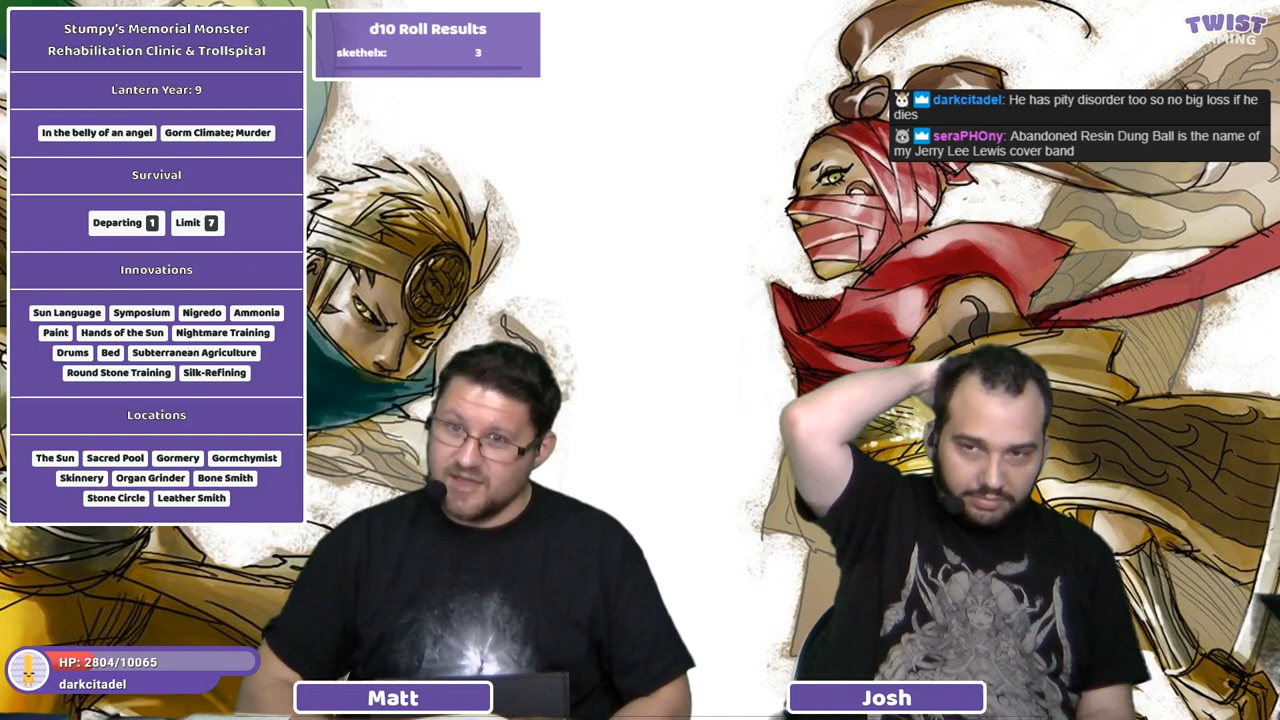 Stumpy's Memorial Monster
Rehabilitation Clinic & Trollspital
Lantern Year: 9
In the belly of an angel Gorm Climate; Murder
Survival
Departing 1 Limit 7
Innovations
Sun Language Symposium Nigredo Ammonia
Paint Hands of the Sun Nightmare Training
Drums Bed Subterranean Agriculture
Round Stone Training Silk-Refining
Locations
The Sun Sacred Pool Gormery Gormchymist
Skinnery Organ Grinder Bone Smith
Stone Circle Leather Smith
d10 Roll Results
skethelx: 3
TWIST
GAMING
darkcitadel: He has pity disorder too so no big loss if he
dies
seraPHOny: Abandoned Resin Dung Ball is the name of
my Jerry Lee Lewis cover band
HP: 2804/10065
darkcitadel
Matt
Josh